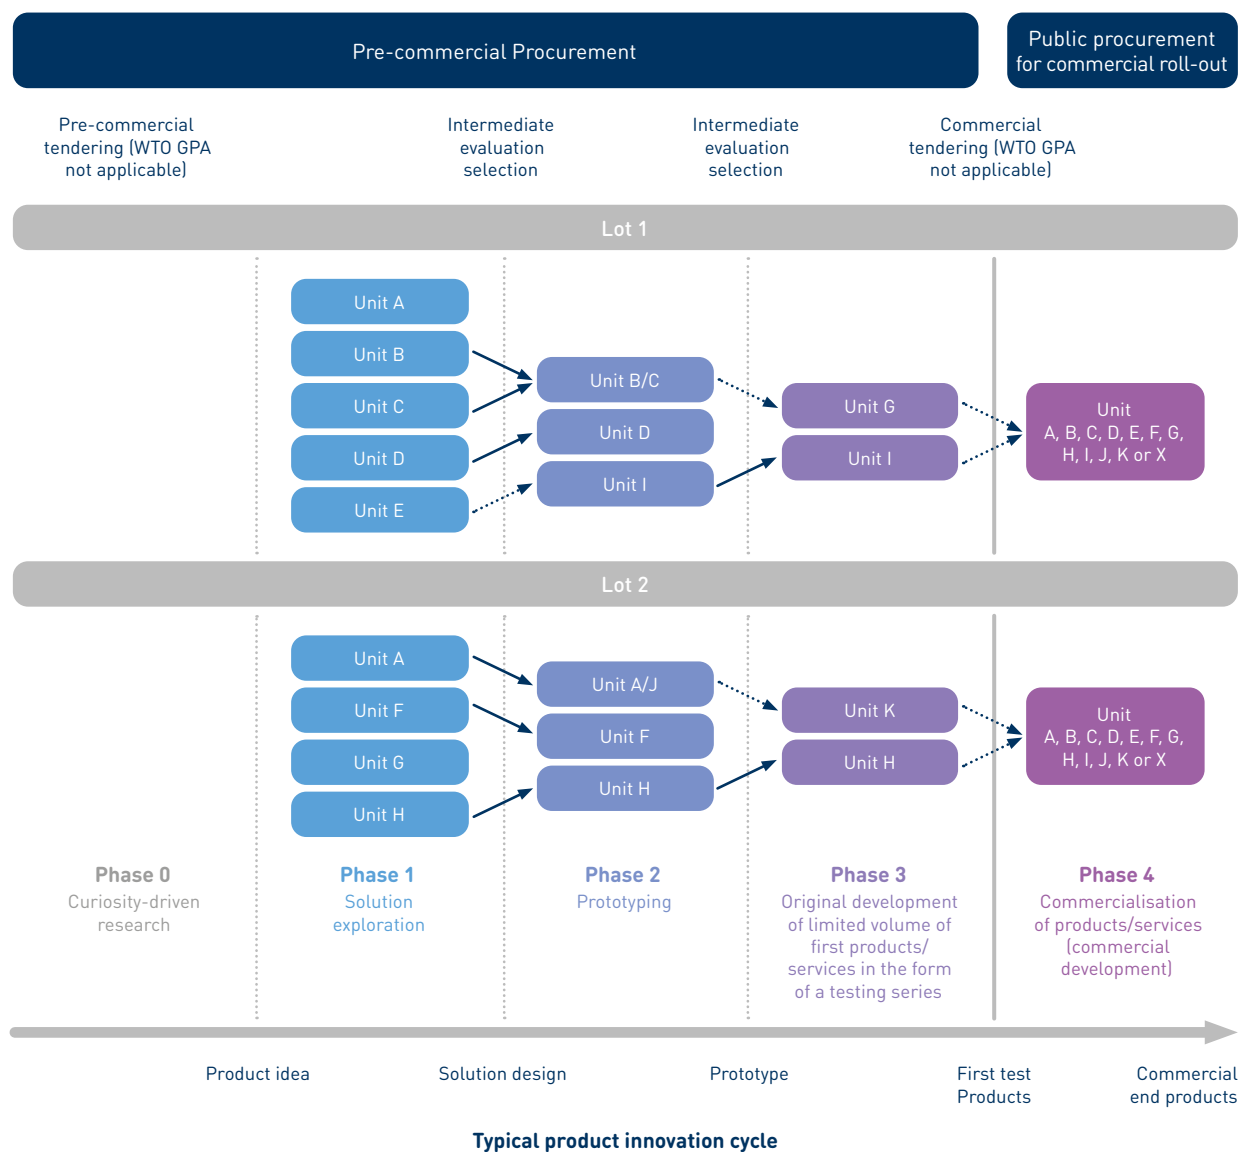 Pre-commercial Procurement
Public procurement
for commercial roll-out
Pre-commercial
tendering (WTO GPA
not applicable)
Intermediate
evaluation
selection
Intermediate
evaluation
selection
Commercial
tendering (WTO GPA
not applicable)
Lot 1
Unit A
Unit B
Unit C
Unit D
Unit E
Unit B/C
Unit D
Unit I
Unit G
Unit I
Unit
A, B, C, D, E, F, G,
H, I, J, K or X
Lot 2
Unit A
Unit F
Unit G
Unit H
Unit A/J
Unit F
Unit H
Unit K
Unit H
Unit
A, B, C, D, E, F, G,
H, I, J, K or X
Phase 0
Curiosity-driven
research
Phase 1
Solution
exploration
Phase 2
Prototyping
Phase 3
Original development
of limited volume of
first products/
services in the form
of a testing series
Phase 4
Commercialisation
of products/services
(commercial
development)
Product idea
Solution design
Prototype
First test
Products
Commercial
end products
Typical product innovation cycle